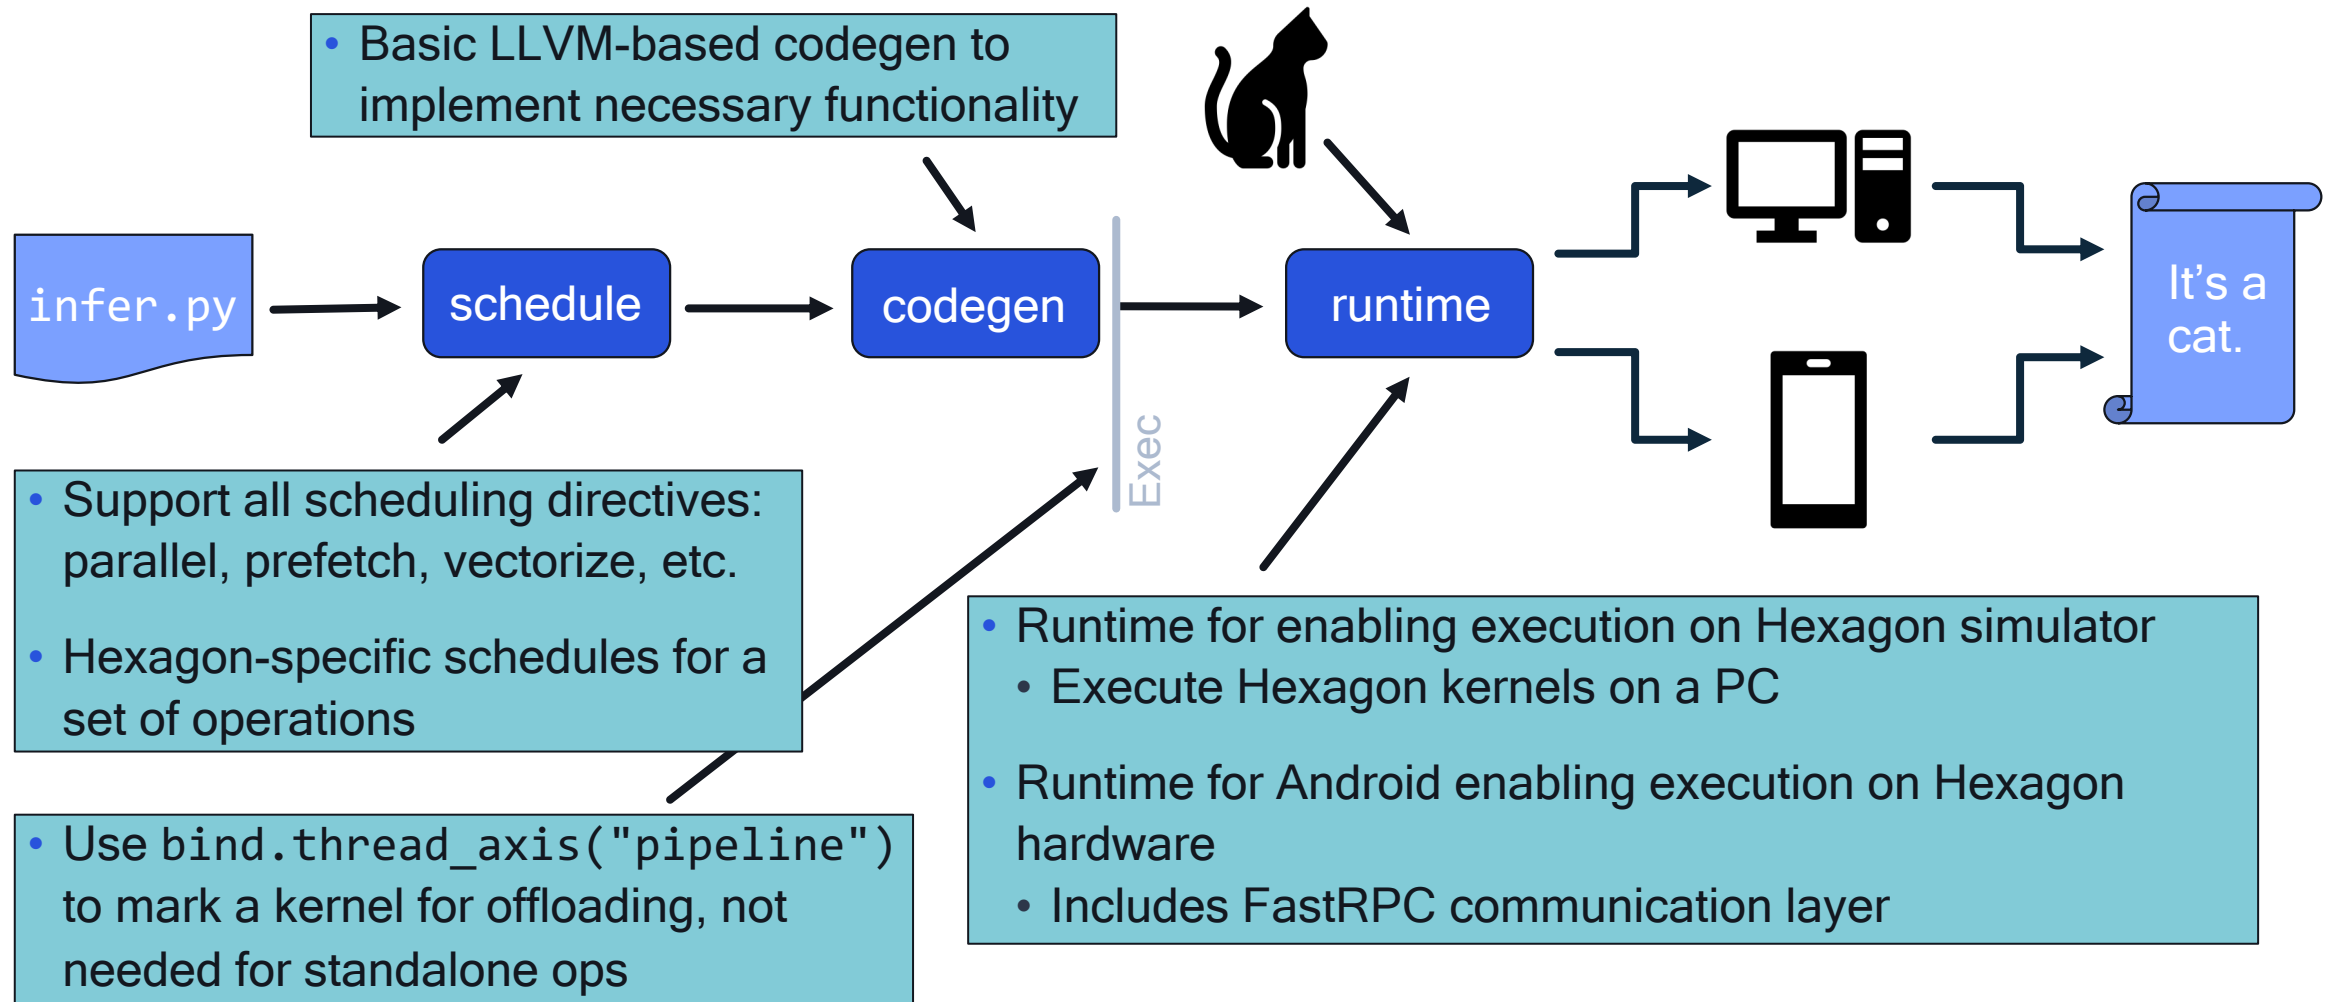 • Basic LLVM-based codegen to
implement necessary functionality
infer.py
schedule
codegen
Exec
runtime
It’s a
cat.
• Support all scheduling directives:
parallel, prefetch, vectorize, etc.
• Hexagon-specific schedules for a
set of operations
• Use bind.thread_axis("pipeline")
to mark a kernel for offloading, not
needed for standalone ops
• Runtime for enabling execution on Hexagon simulator
• Execute Hexagon kernels on a PC
• Runtime for Android enabling execution on Hexagon
hardware
• Includes FastRPC communication layer